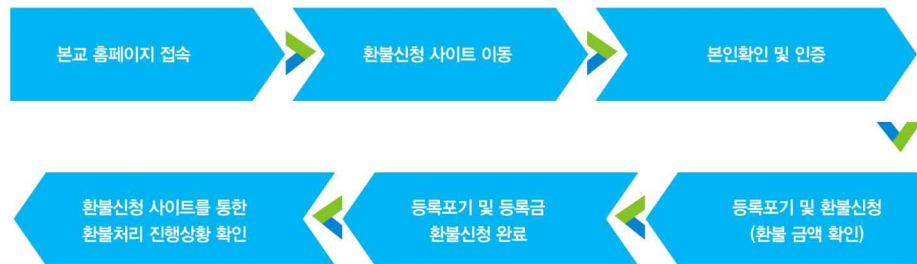 본교 홈페이지 접속
환불신청 사이트 이동
본인확인 및 인증
등록포기 및 환불신청
(환불 금액 확인)
등록포기 및 등록금
환불신청 완료
환불신청 사이트를 통한
환불처리 진행상황 확인